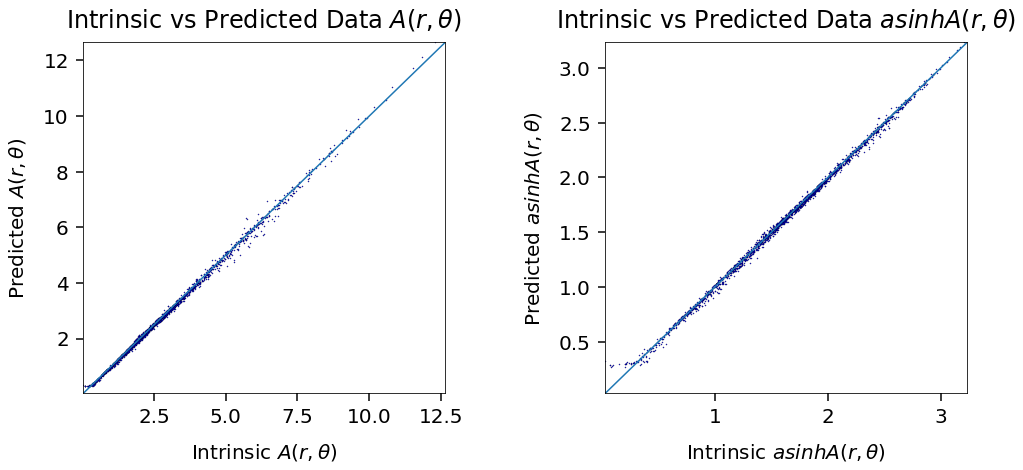 Intrinsic vs Predicted Data A(r, θ)
12
10
8
6
4
2
Predicted A(r, θ)
2.5 5.0 7.5 10.0 12.5
Intrinsic A(r, θ)
Intrinsic vs Predicted Data asinhA(r, θ)
3.0
2.5
2.0
1.5
1.0
0.5
Predicted asinhA(r, θ)
1 2 3
Intrinsic asinhA(r, θ)